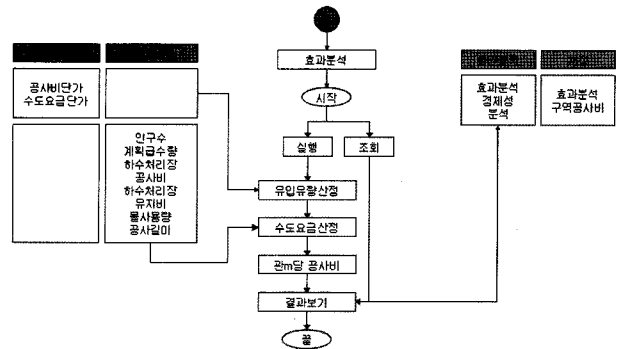 효과분석
시작
실행
조회
유입유량산정
수도요금산정
관m당 공사비
결과보기
끝
공사비단가
수도요금단가
인구수
계획급수량
하수처리장
공사비
하수처리장
유지비
물사용량
공사길이
효과분석
경제성
분석
효과분석
구역공사비